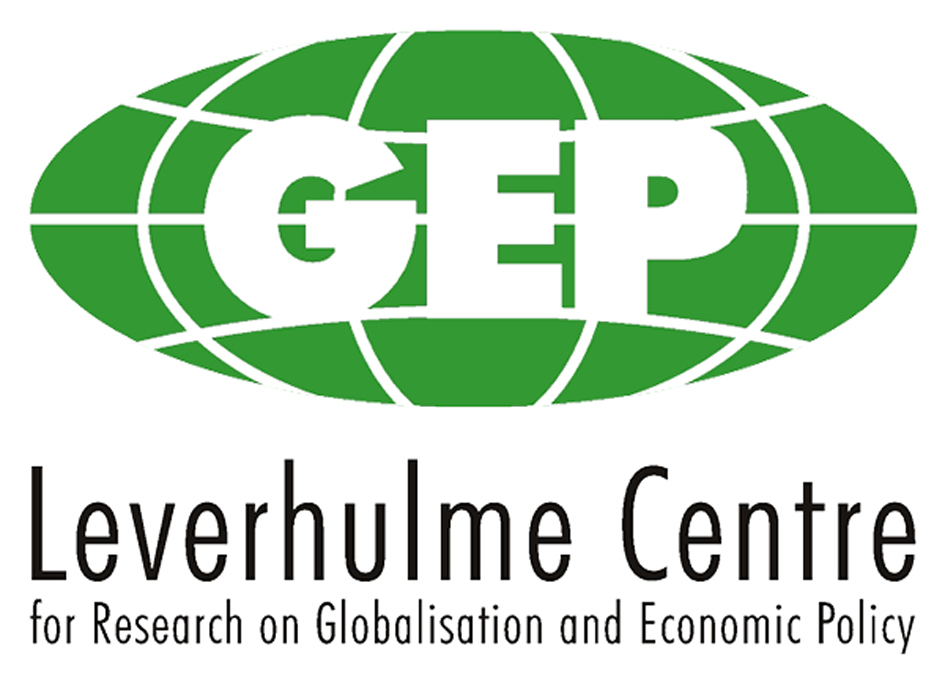 GEP
Leverhulme Centre
for Research on Globalisation and Economic Policy